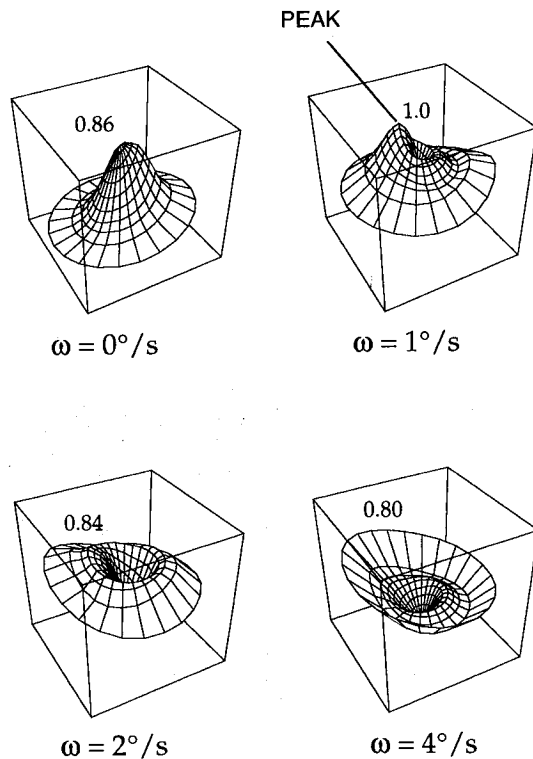 PEAK
0.86
1.0
ω = 0°/s
ω = 1°/s
0.84
0.80
ω = 2°/s
ω = 4°/s